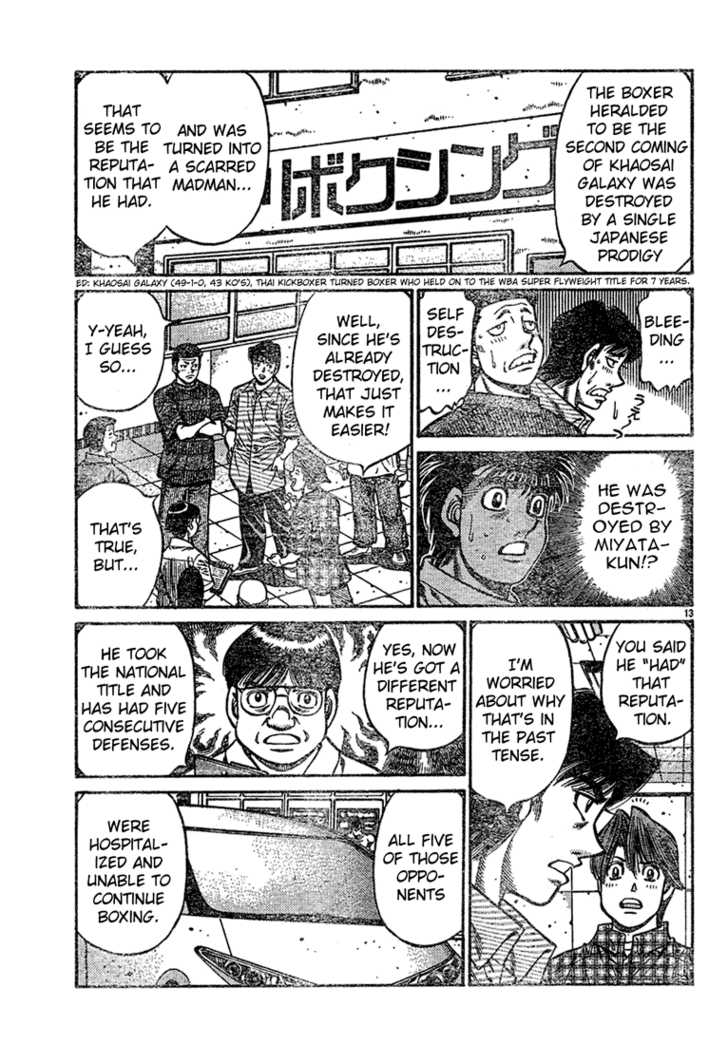 THE BOXER
HERALDED
TO BE THE
SECOND COMING
OF KHAOSAI
GALAXY WAS
DESTROYED
BY A SINGLE
JAPANESE
PRODIGY
AND WAS
TURNED INTO
A SCARRED
MADMAN...
THAT
SEEMS TO
BE THE
REPUTA-
TION THAT
HE HAD.
リボクシング
ED: KHAOSAI GALAXY (49-1-0, 43 KO'S), THAI KICKBOXER TURNED BOXER WHO HELD ON TO THE WBA SUPER FLYWEIGHT TITLE FOR 7 YEARS.
BLEE-
DING
...
SELF
DES-
TRUC-
TION
...
WELL,
SINCE HE'S
ALREADY
DESTROYED,
THAT JUST
MAKES IT
EASIER!
Y-YEAH,
I GUESS
SO...
THAT'S
TRUE,
BUT...
HE WAS
DESTR-
OYED BY
MIYATA-
KUN!?
13
YOU SAID
HE "HAD"
THAT
REPUTA-
TION.
I'M
WORRIED
ABOUT WHY
THAT'S IN
THE PAST
TENSE.
YES, NOW
HE'S GOT A
DIFFERENT
REPUTA-
TION...
HE TOOK
THE NATIONAL
TITLE AND
HAS HAD FIVE
CONSECUTIVE
DEFENSES.
ALL FIVE
OF THOSE
OPPO-
NENTS
WERE
HOSPITAL-
IZED AND
UNABLE TO
CONTINUE
BOXING.